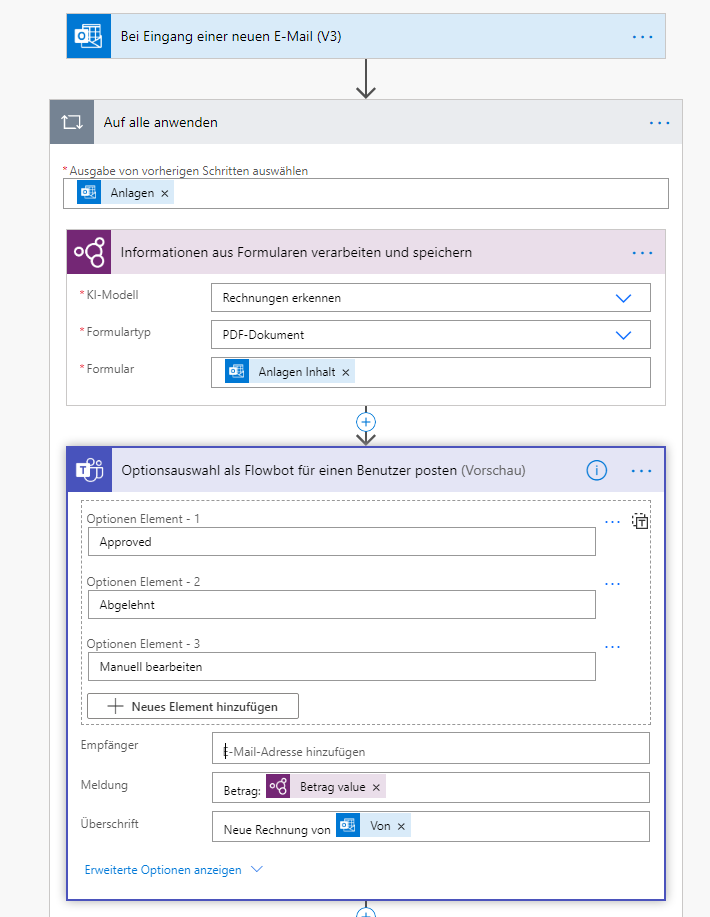 Bei Eingang einer neuen E-Mail (V3)
Auf alle anwenden
* Ausgabe von vorherigen Schritten auswählen
Anlagen ×
Informationen aus Formularen verarbeiten und speichern
* KI-Modell Rechnungen erkennen
* Formulartyp PDF-Dokument
* Formular Anlagen Inhalt ×
Optionsauswahl als Flowbot für einen Benutzer posten (Vorschau)
Optionen Element - 1
Approved
Optionen Element - 2
Abgelehnt
Optionen Element - 3
Manuell bearbeiten
Neues Element hinzufügen
Empfänger E-Mail-Adresse hinzufügen
Meldung Betrag: Betrag value ×
Überschrift Neue Rechnung von Von ×
Erweiterte Optionen anzeigen